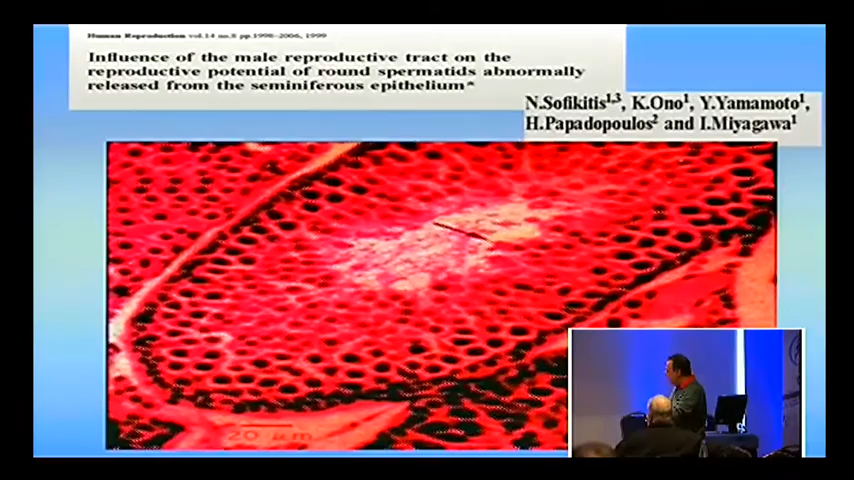 Human Reproduction vol.14 no.8 pp.1998–2006, 1999
Influence of the male reproductive tract on the
reproductive potential of round spermatids abnormally
released from the seminiferous epithelium*
N.Sofikitis1,3, K.Ono1, Y.Yamamoto1,
H.Papadopoulos2 and I.Miyagawa1
20 μm